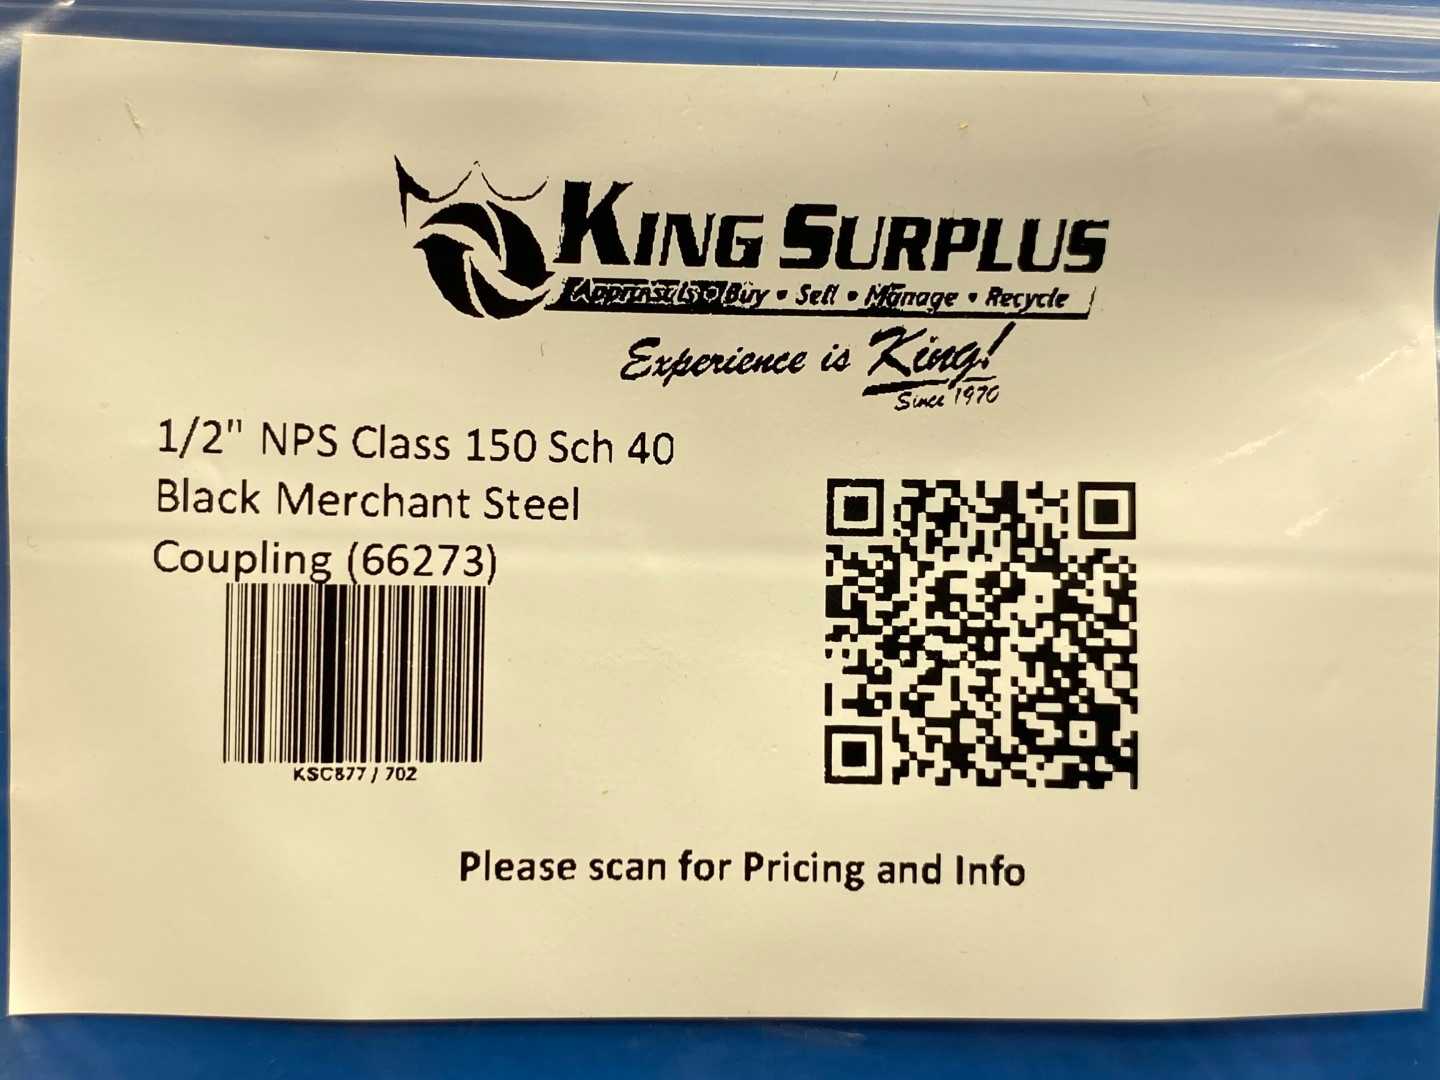 KING SURPLUS
Appraisals • Buy • Sell • Manage • Recycle
Experience is King!
Since 1970
1/2" NPS Class 150 Sch 40
Black Merchant Steel
Coupling (66273)
KSC877 / 702
Please scan for Pricing and Info